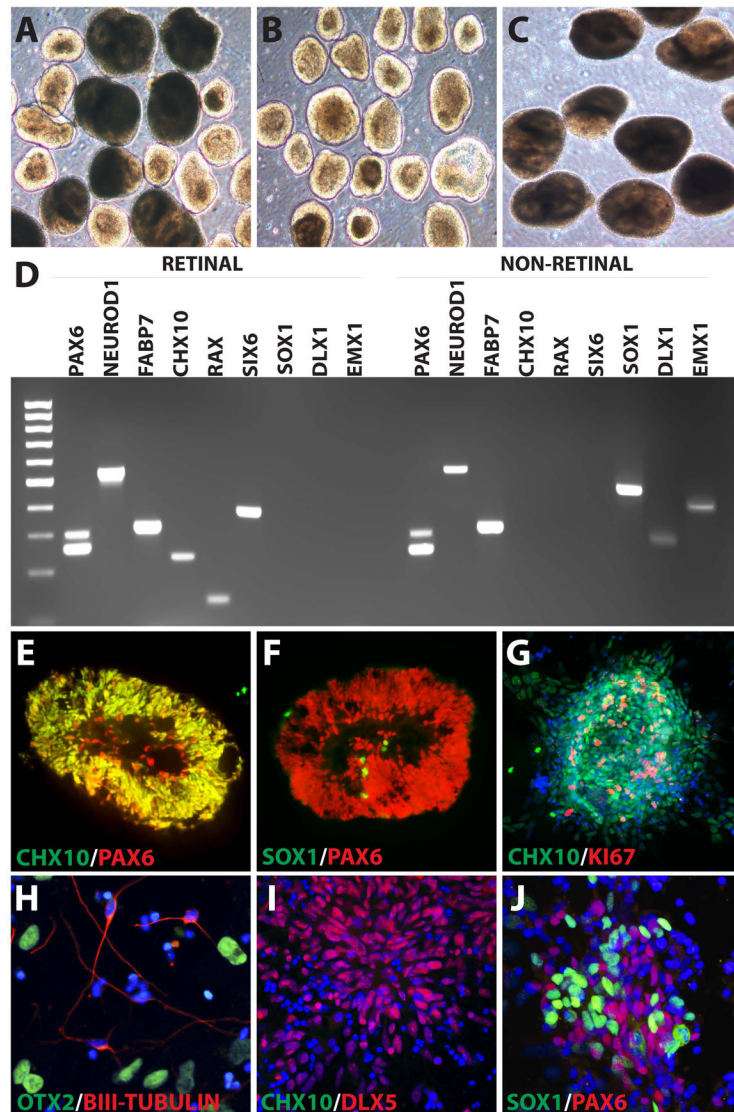 A
B
C
D
RETINAL
NON-RETINAL
PAX6
NEUROD1
FABP7
CHX10
RAX
SIX6
SOX1
DLX1
EMX1
PAX6
NEUROD1
FABP7
CHX10
RAX
SIX6
SOX1
DLX1
EMX1
E
CHX10/PAX6
F
SOX1/PAX6
G
CHX10/KI67
H
OTX2/BIII-TUBULIN
I
CHX10/DLX5
J
SOX1/PAX6